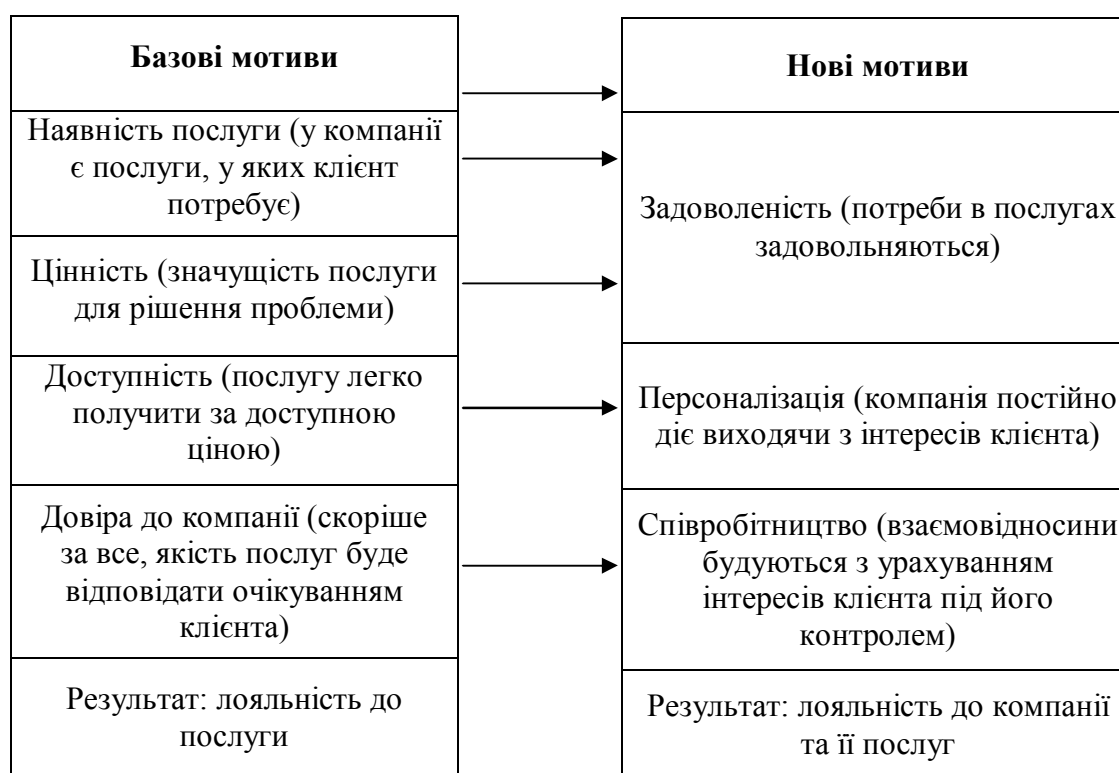 Базові мотиви
Наявність послуги (у компанії
є послуги, у яких клієнт
потребує)
Цінність (значущість послуги
для рішення проблеми)
Доступність (послугу легко
получити за доступною
ціною)
Довіра до компанії (скоріше
за все, якість послуг буде
відповідати очікуванням
клієнта)
Результат: лояльність до
послуги
Нові мотиви
Задоволеність (потреби в послугах
задовольняються)
Персоналізація (компанія постійно
діє виходячи з інтересів клієнта)
Співробітництво (взаємовідносини
будуються з урахуванням
інтересів клієнта під його
контролем)
Результат: лояльність до компанії
та її послуг